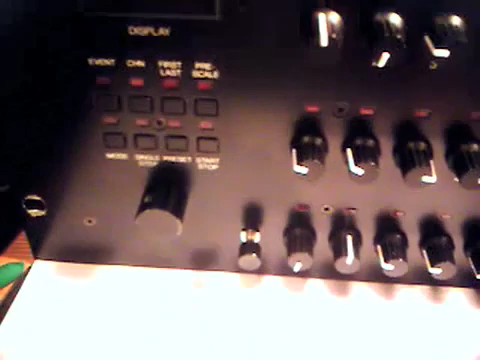 DISPLAY
EVENT CHN FIRST LAST PRE-SCALE
MODE SINGLE STEP PRESET START STOP